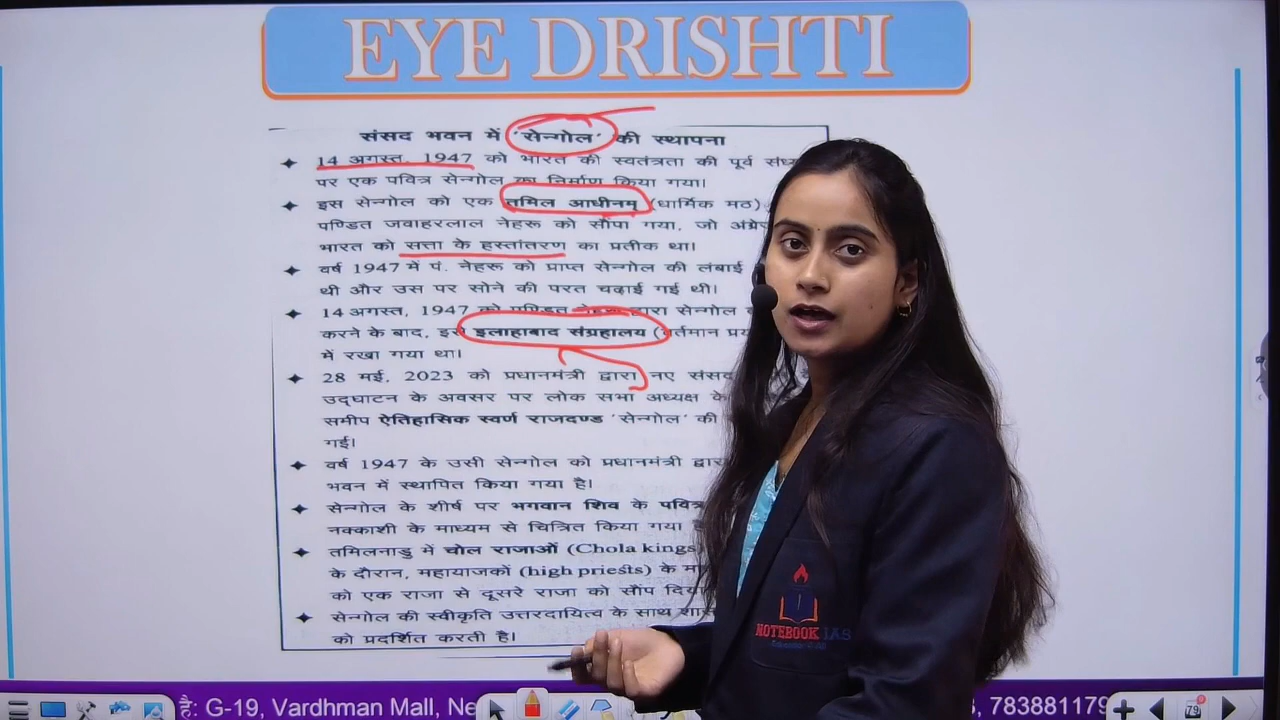 EYE DRISHTI
संसद भवन में 'सेन्गोल' की स्थापना
14 अगस्त, 1947 को भारत की स्वतंत्रता की पूर्व
पर एक पवित्र सेन्गोल का निर्माण किया गया।
इस सेन्गोल को एक तमिल आधीनम् (धार्मिक मठ)
पण्डित जवाहरलाल नेहरू को सौंपा गया, जो
भारत को सत्ता के हस्तांतरण का प्रतीक था।
वर्ष 1947 में पं. नेहरू को प्राप्त सेन्गोल की लंबाई
थी और उस पर सोने की परत चढ़ाई गई थी।
14 अगस्त, 1947 को पण्डित नेहरू द्वारा सेन्गोल
करने के बाद, इसे इलाहाबाद संग्रहालय
में रखा गया था।
28 मई, 2023 को प्रधानमंत्री द्वारा नए संसद
उद्घाटन के अवसर पर लोक सभा अध्यक्ष के
समीप ऐतिहासिक स्वर्ण राजदण्ड 'सेन्गोल' की
गई।
वर्ष 1947 के उसी सेन्गोल को प्रधानमंत्री
भवन में स्थापित किया गया है।
सेन्गोल के शीर्ष पर भगवान शिव के
नक्काशी के माध्यम से चित्रित किया गया
तमिलनाडु में चोल राजाओं (Chola kings)
के दौरान, महायाजकों (high priests) के
को एक राजा से दूसरे राजा को सौंप
सेन्गोल की स्वीकृति उत्तरदायित्व के साथ
को प्रदर्शित करती है।
NOTEBOOK IAS
है: G-19, Vardhman Mall,
783881179
79